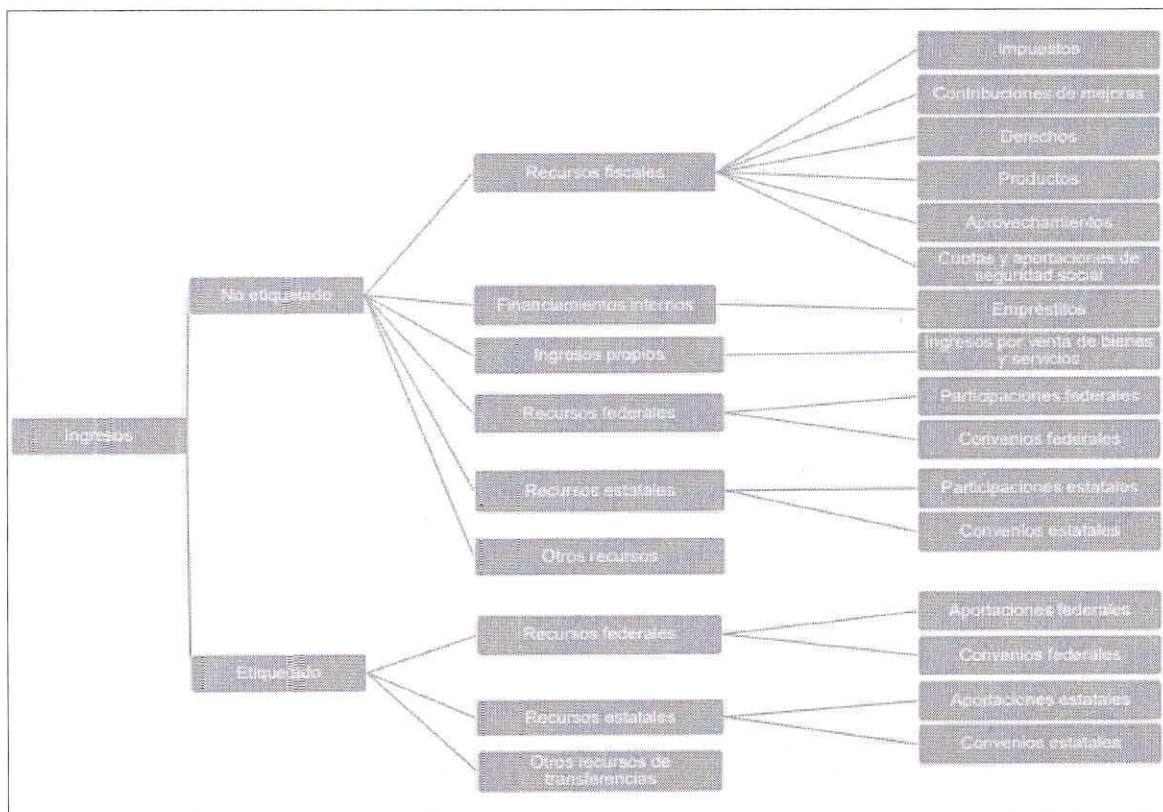 Impuestos
Contribuciones de mejoras
Derechos
Recursos fiscales
Productos
Aprovechamientos
Cuotas y aportaciones de
seguridad social
No etiquetado
Financiamientos internos
Empréstitos
Ingresos propios
Ingresos por venta de bienes
y servicios
Recursos federales
Participaciones federales
Convenios federales
Ingresos
Recursos estatales
Participaciones estatales
Convenios estatales
Otros recursos
Etiquetado
Recursos federales
Aportaciones federales
Convenios federales
Recursos estatales
Aportaciones estatales
Convenios estatales
Otros recursos de
transferencias